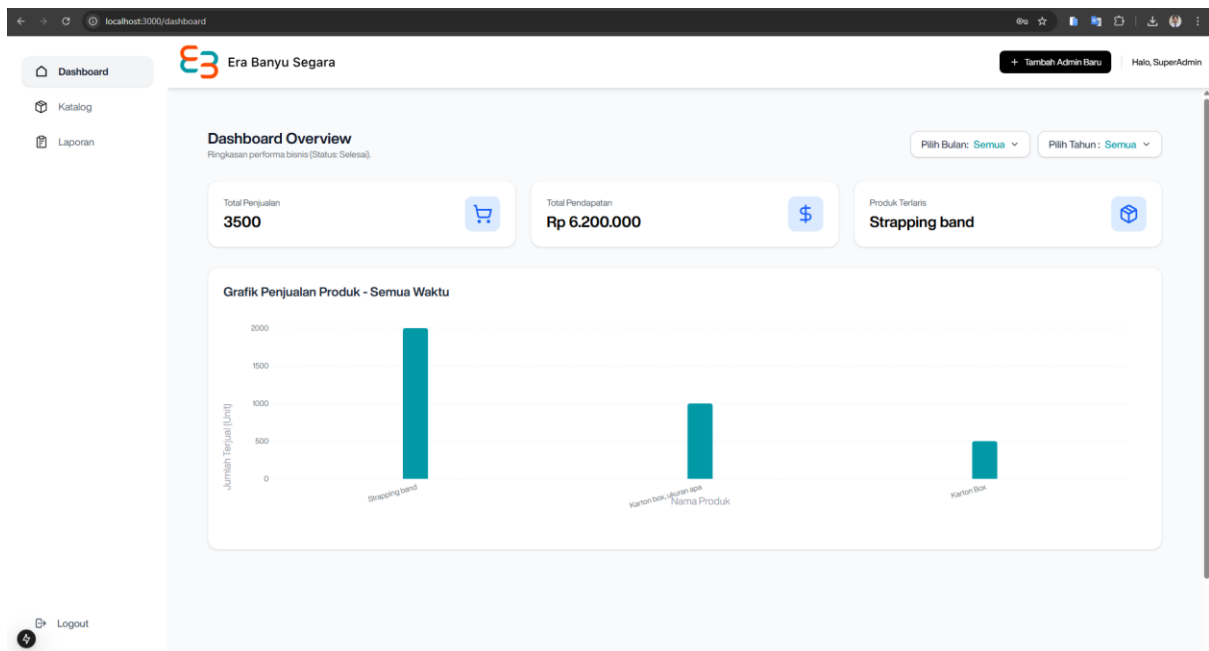 localhost:3000/dashboard
Era Banyu Segara
+ Tambah Admin Baru
Halo, SuperAdmin
Dashboard
Katalog
Laporan
Dashboard Overview
Ringkasan performa bisnis (Status: Selesai).
Pilih Bulan: Semua
Pilih Tahun : Semua
Total Penjualan
3500
Total Pendapatan
Rp 6.200.000
Produk Terlaris
Strapping band
Grafik Penjualan Produk - Semua Waktu
2000
1500
1000
500
0
Jumlah Terjual (Unit)
Strapping band
Karton box, ukuran apa
Karton Box
Nama Produk
Logout